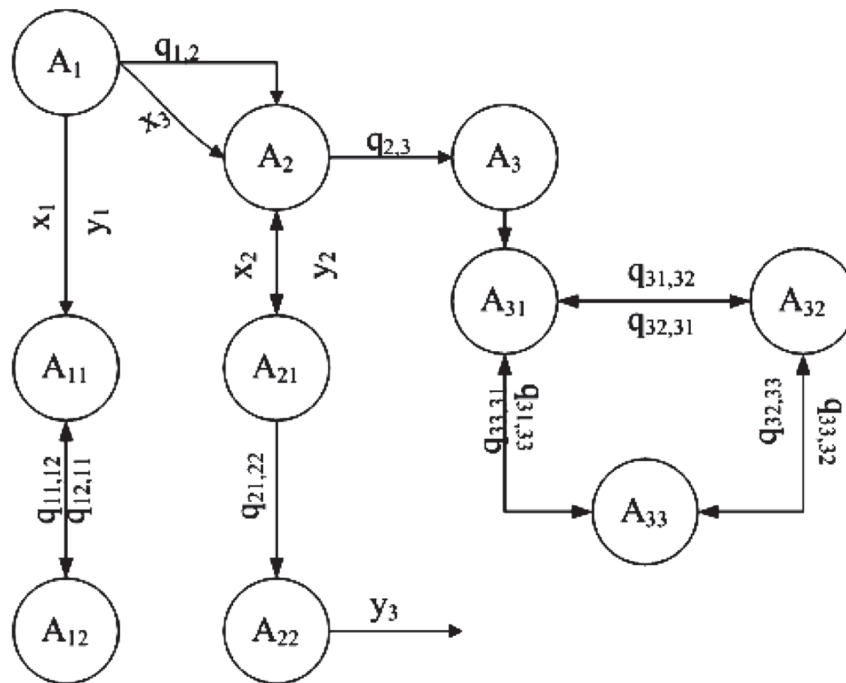 A₁
q₁,₂
x₃
A₂
q₂,₃
A₃
x₁
y₁
x₂
y₂
A₃₁
q₃₁,₃₂
q₃₂,₃₁
A₃₂
A₁₁
A₂₁
q₃₃,₃₁
q₃₁,₃₃
q₃₂,₃₃
q₃₃,₃₂
q₁₁,₁₂
q₁₂,₁₁
q₂₁,₂₂
A₃₃
A₁₂
A₂₂
y₃